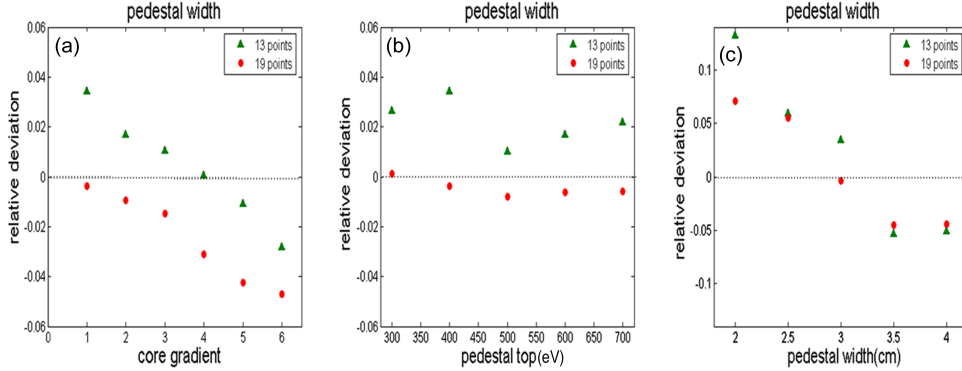 pedestal width
(a)
13 points
19 points
0.06
0.04
0.02
0
-0.02
-0.04
-0.06
relative deviation
0 1 2 3 4 5 6
core gradient
pedestal width
(b)
13 points
19 points
0.06
0.04
0.02
0
-0.02
-0.04
-0.06
relative deviation
300 350 400 450 500 550 600 650 700
pedestal top(eV)
pedestal width
(c)
13 points
19 points
0.1
0.05
0
-0.05
-0.1
relative deviation
2 2.5 3 3.5 4
pedestal width(cm)